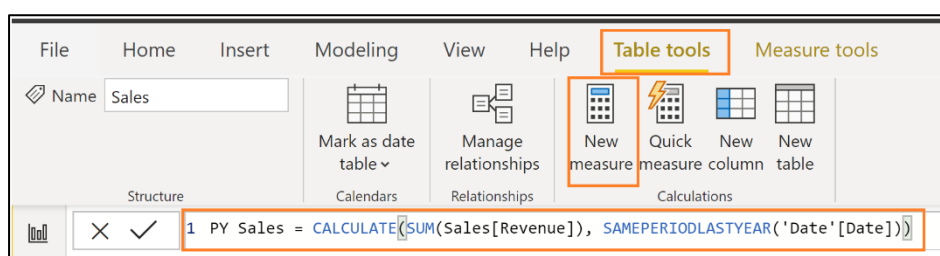 File Home Insert Modeling View Help Table tools Measure tools
Name Sales
Mark as date table
Manage relationships
New measure
Quick measure
New column
New table
Structure Calendars Relationships Calculations
1 PY Sales = CALCULATE(SUM(Sales[Revenue]), SAMEPERIODLASTYEAR('Date'[Date]))